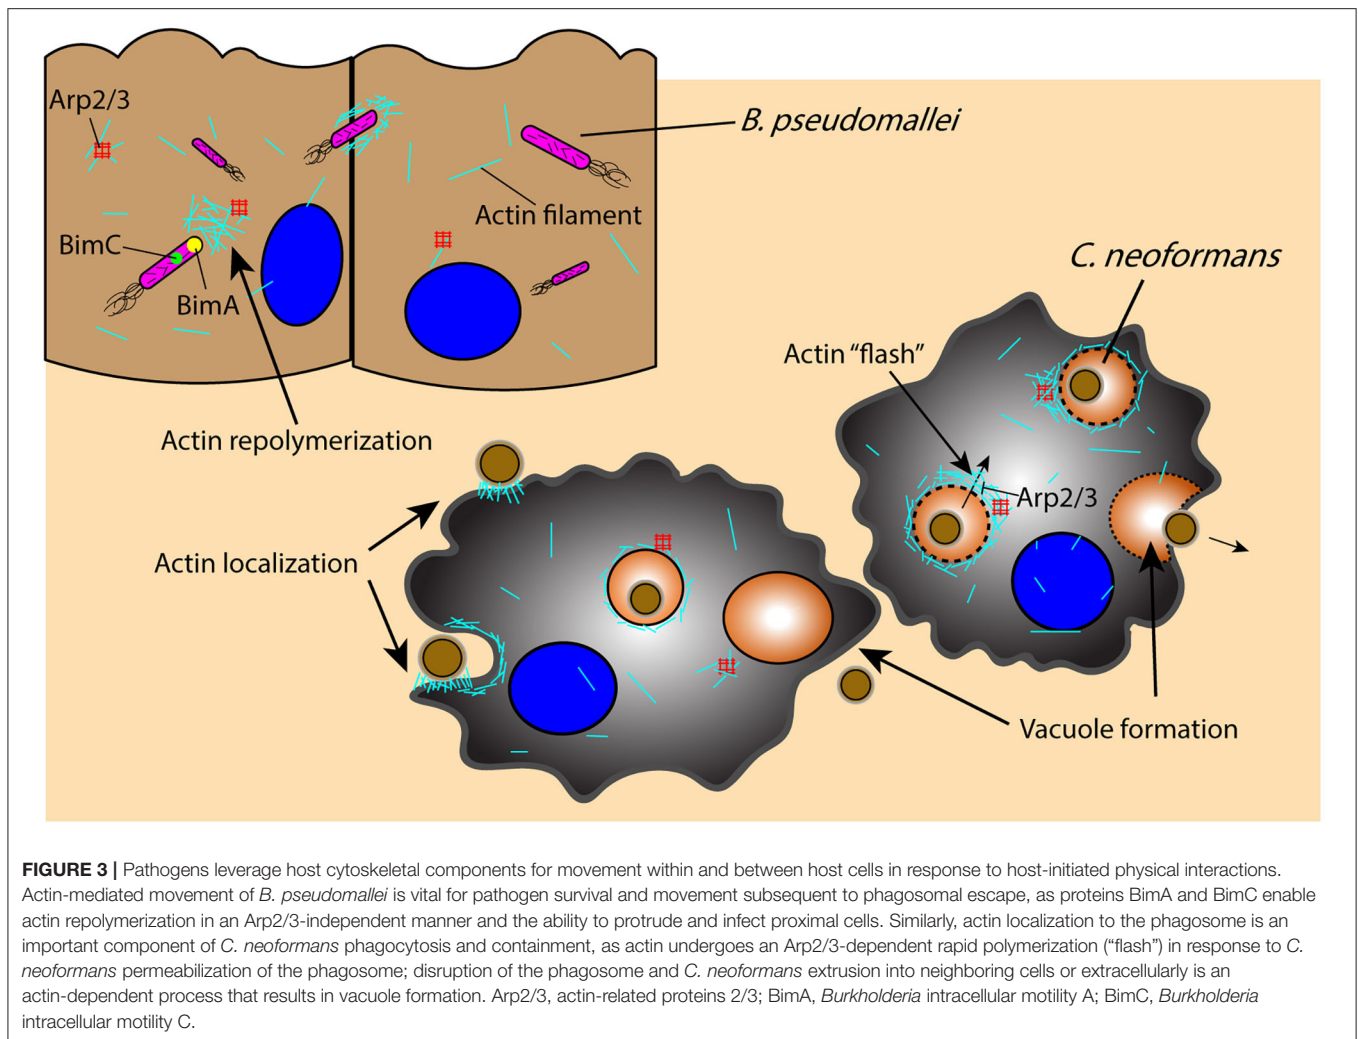 Arp2/3
B. pseudomallei
Actin filament
BimC
BimA
C. neoformans
Actin “flash”
Actin repolymerization
Arp2/3
Actin localization
Vacuole formation
FIGURE 3 | Pathogens leverage host cytoskeletal components for movement within and between host cells in response to host-initiated physical interactions.
Actin-mediated movement of B. pseudomallei is vital for pathogen survival and movement subsequent to phagosomal escape, as proteins BimA and BimC enable
actin repolymerization in an Arp2/3-independent manner and the ability to protrude and infect proximal cells. Similarly, actin localization to the phagosome is an
important component of C. neoformans phagocytosis and containment, as actin undergoes an Arp2/3-dependent rapid polymerization (“flash”) in response to C.
neoformans permeabilization of the phagosome; disruption of the phagosome and C. neoformans extrusion into neighboring cells or extracellularly is an
actin-dependent process that results in vacuole formation. Arp2/3, actin-related proteins 2/3; BimA, Burkholderia intracellular motility A; BimC, Burkholderia
intracellular motility C.